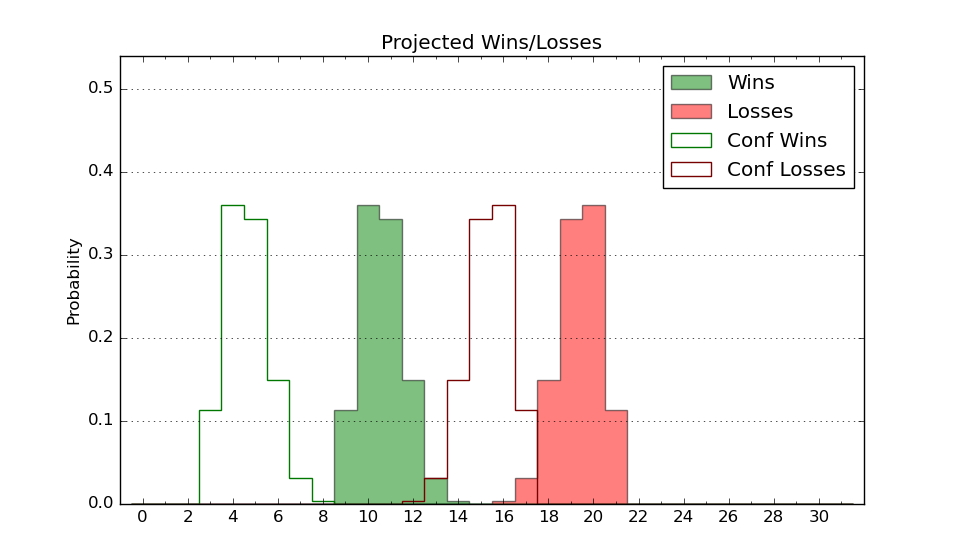 Projected Wins/Losses
Wins
Losses
Conf Wins
Conf Losses
Probability
0.5
0.4
0.3
0.2
0.1
0.0
0 2 4 6 8 10 12 14 16 18 20 22 24 26 28 30